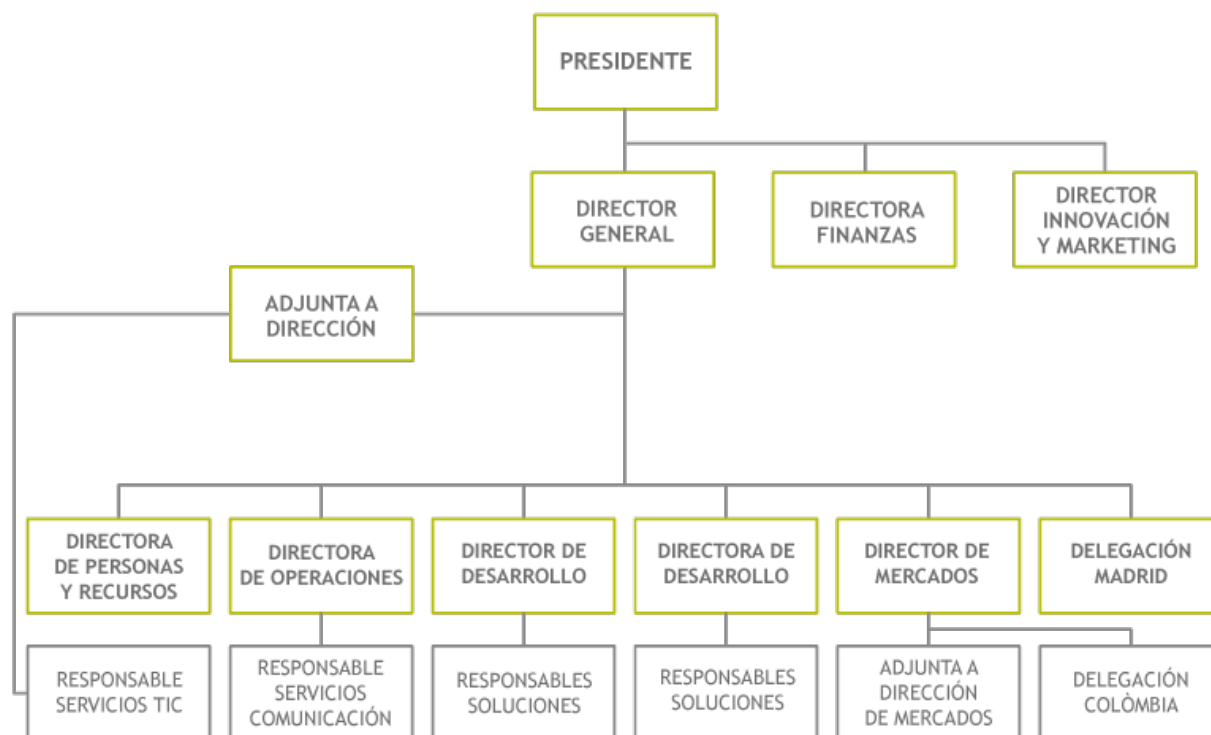 PRESIDENTE
DIRECTOR
GENERAL
DIRECTORA
FINANZAS
DIRECTOR
INNOVACIÓN
Y MARKETING
ADJUNTA A
DIRECCIÓN
DIRECTORA
DE PERSONAS
Y RECURSOS
DIRECTORA
DE OPERACIONES
DIRECTOR DE
DESARROLLO
DIRECTORA DE
DESARROLLO
DIRECTOR DE
MERCADOS
DELEGACIÓN
MADRID
RESPONSABLE
SERVICIOS TIC
RESPONSABLE
SERVICIOS
COMUNICACIÓN
RESPONSABLES
SOLUCIONES
RESPONSABLES
SOLUCIONES
ADJUNTA A
DIRECCIÓN
DE MERCADOS
DELEGACIÓN
COLÒMBIA